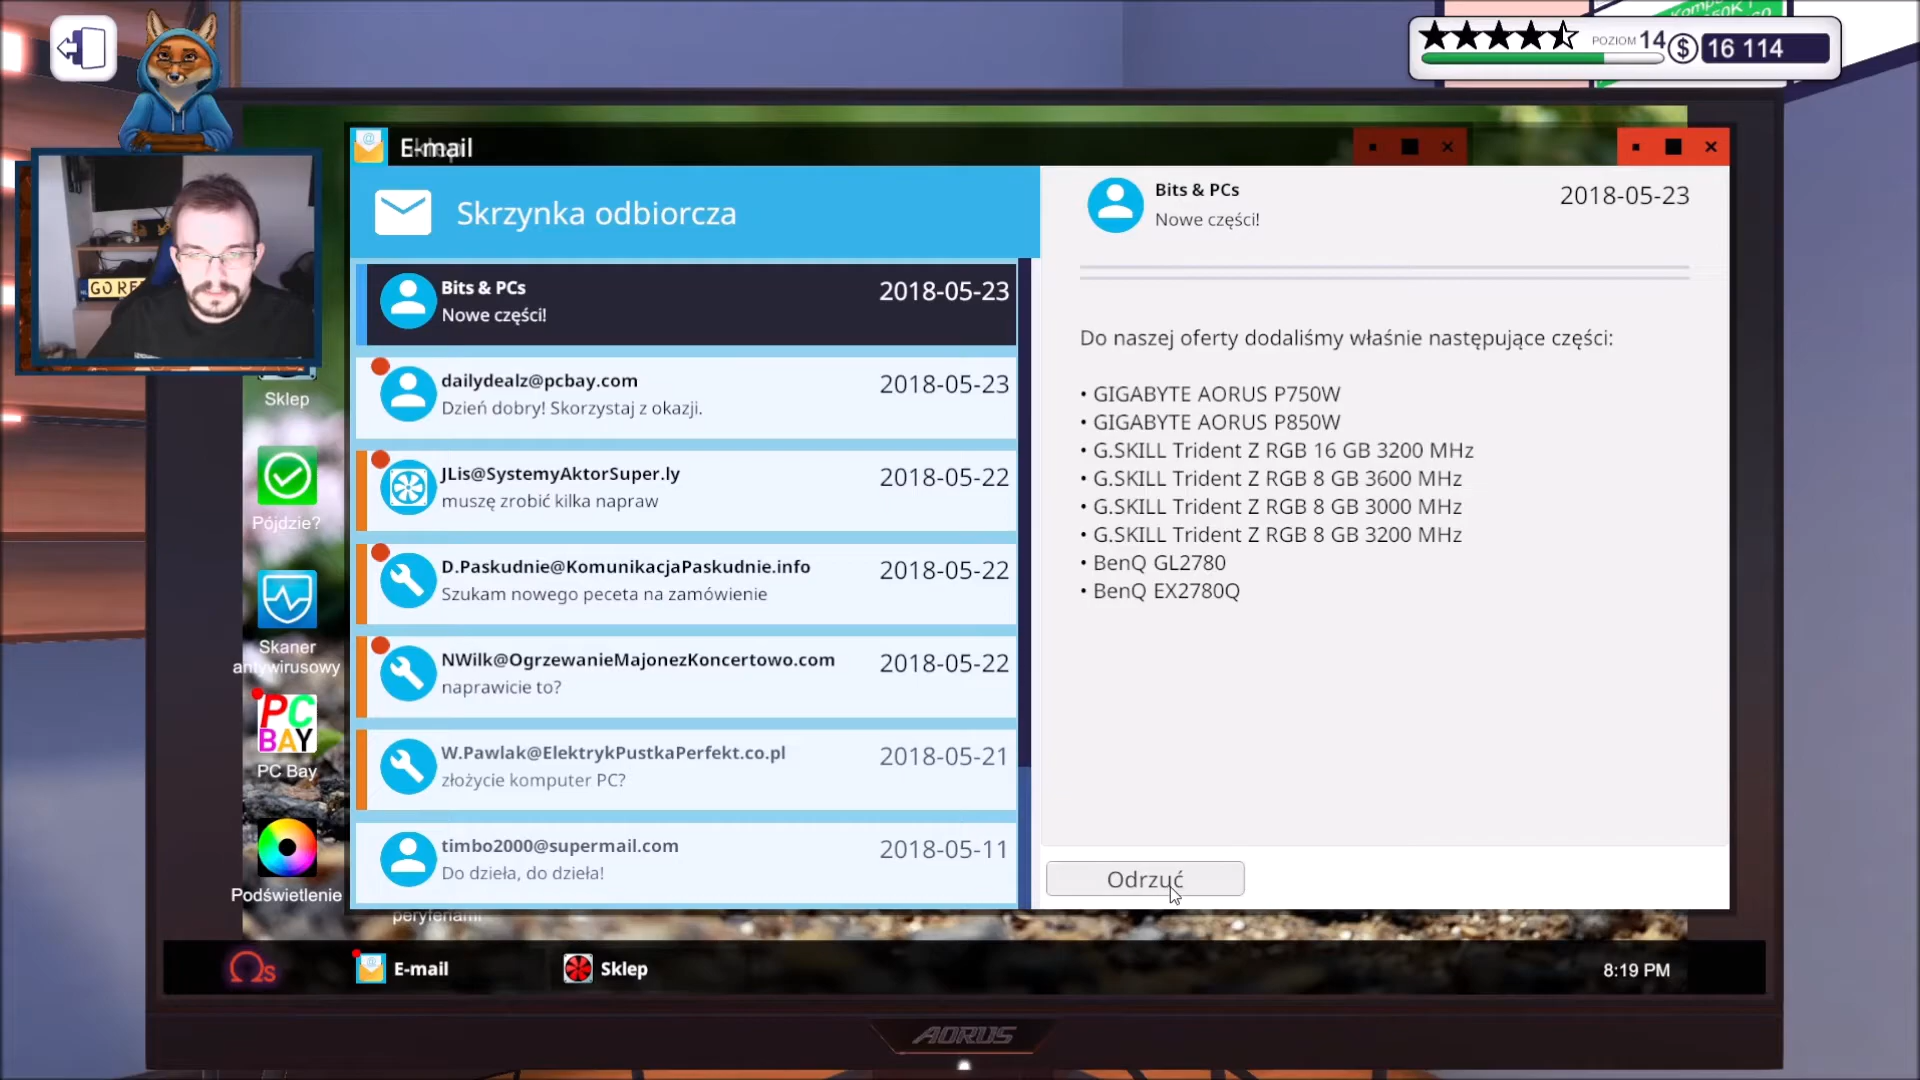 POZIOM 14
$ 16 114
E-mail
Skrzynka odbiorcza
Bits & PCs
2018-05-23
Nowe części!
dailydealz@pcbay.com
2018-05-23
Dzień dobry! Skorzystaj z okazji.
JLis@SystemyAktorSuper.ly
2018-05-22
muszę zrobić kilka napraw
D.Paskudnie@KomunikacjaPaskudnie.info
2018-05-22
Szukam nowego peceta na zamówienie
NWilk@OgrzewanieMajonezKoncertowo.com
2018-05-22
naprawicie to?
W.Pawlak@ElektrykPustkaPerfekt.co.pl
2018-05-21
złożycie komputer PC?
timbo2000@supermail.com
2018-05-11
Do dzieła, do dzieła!
Bits & PCs
2018-05-23
Nowe części!
Do naszej oferty dodaliśmy właśnie następujące części:
• GIGABYTE AORUS P750W
• GIGABYTE AORUS P850W
• G.SKILL Trident Z RGB 16 GB 3200 MHz
• G.SKILL Trident Z RGB 8 GB 3600 MHz
• G.SKILL Trident Z RGB 8 GB 3000 MHz
• G.SKILL Trident Z RGB 8 GB 3200 MHz
• BenQ GL2780
• BenQ EX2780Q
Odrzuć
GO RE
Sklep
Pójdzie?
Skaner
antywirusowy
PC
BAY
PC Bay
Podświetlenie
peryferiami
Ωs
E-mail
Sklep
8:19 PM
AORUS